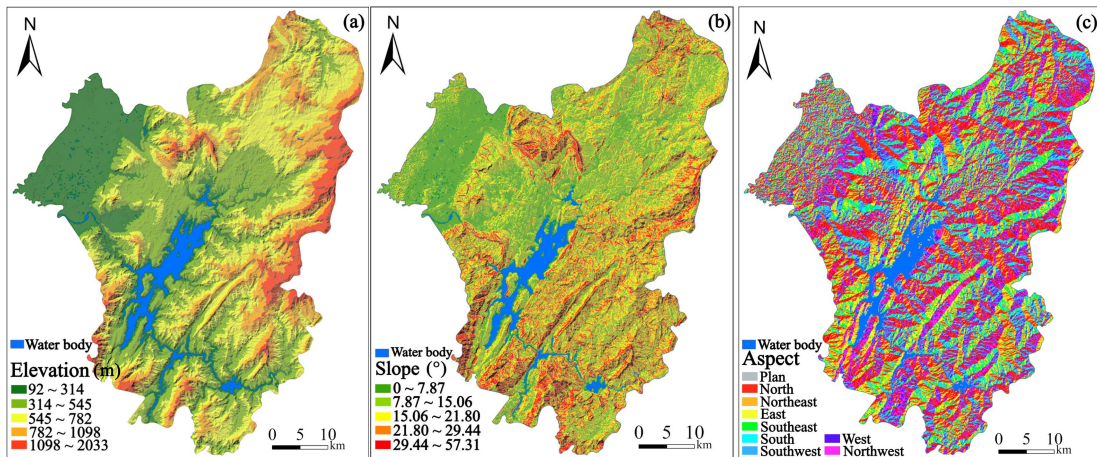 N
(a)
Water body
Elevation (m)
92 ~ 314
314 ~ 545
545 ~ 782
782 ~ 1098
1098 ~ 2033
0 5 10
km
N
(b)
Water body
Slope (°)
0 ~ 7.87
7.87 ~ 15.06
15.06 ~ 21.80
21.80 ~ 29.44
29.44 ~ 57.31
0 5 10
km
N
(c)
Water body
Aspect
Plan
North
Northeast
East
Southeast
South
Southwest
West
Northwest
0 5 10
km